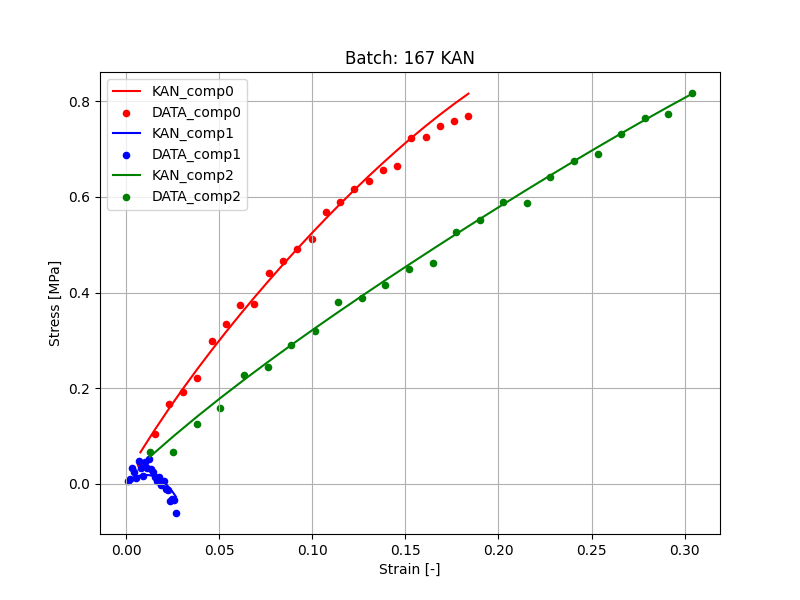 Batch: 167 KAN
KAN_comp0
DATA_comp0
KAN_comp1
DATA_comp1
KAN_comp2
DATA_comp2
Stress [MPa]
0.8
0.6
0.4
0.2
0.0
0.00 0.05 0.10 0.15 0.20 0.25 0.30
Strain [-]